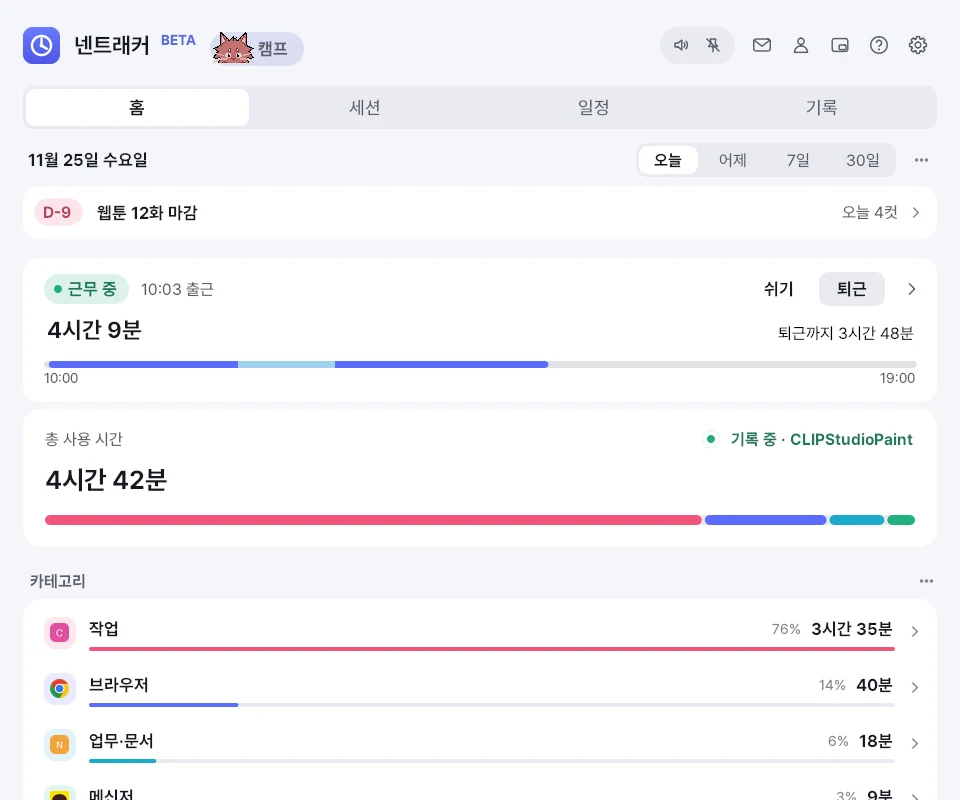 넨트래커 BETA 캠프
홈 세션 일정 기록
11월 25일 수요일 오늘 어제 7일 30일
D-9 웹툰 12화 마감 오늘 4컷
근무 중 10:03 출근 쉬기 퇴근
4시간 9분 퇴근까지 3시간 48분
10:00 19:00
총 사용 시간 기록 중 · CLIPStudioPaint
4시간 42분
카테고리
C 작업 76% 3시간 35분
브라우저 14% 40분
N 업무·문서 6% 18분
메신저 3% 9분